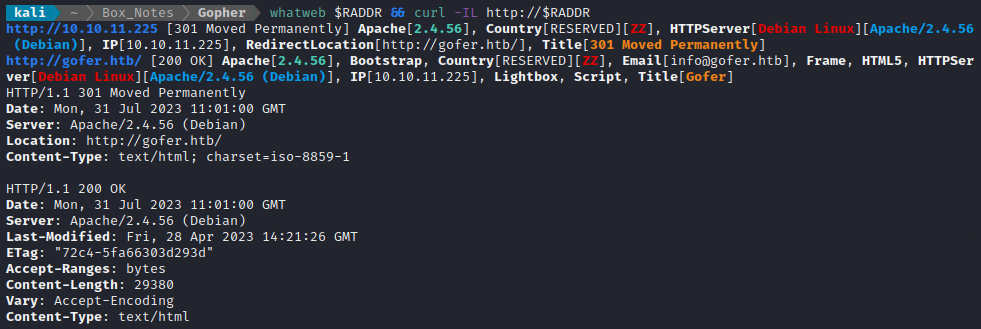 kali ~ Box_Notes Gopher whatweb $RADDR && curl -IL http://$RADDR
http://10.10.11.225 [301 Moved Permanently] Apache[2.4.56], Country[RESERVED][ZZ], HTTPServer[Debian Linux][Apache/2.4.56
(Debian)], IP[10.10.11.225], RedirectLocation[http://gofer.htb/], Title[301 Moved Permanently]
http://gofer.htb/ [200 OK] Apache[2.4.56], Bootstrap, Country[RESERVED][ZZ], Email[info@gofer.htb], Frame, HTML5, HTTPSer
ver[Debian Linux][Apache/2.4.56 (Debian)], IP[10.10.11.225], Lightbox, Script, Title[Gofer]
HTTP/1.1 301 Moved Permanently
Date: Mon, 31 Jul 2023 11:01:00 GMT
Server: Apache/2.4.56 (Debian)
Location: http://gofer.htb/
Content-Type: text/html; charset=iso-8859-1

HTTP/1.1 200 OK
Date: Mon, 31 Jul 2023 11:01:00 GMT
Server: Apache/2.4.56 (Debian)
Last-Modified: Fri, 28 Apr 2023 14:21:26 GMT
ETag: "72c4-5fa66303d293d"
Accept-Ranges: bytes
Content-Length: 29380
Vary: Accept-Encoding
Content-Type: text/html